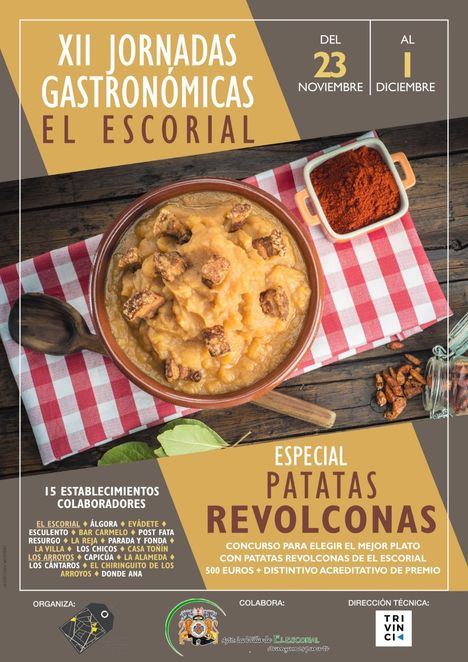 XII JORNADAS
GASTRONÓMICAS
EL ESCORIAL
DEL
23
NOVIEMBRE
AL
1
DICIEMBRE
ESPECIAL
PATATAS
REVOLCONAS
CONCURSO PARA ELEGIR EL MEJOR PLATO
CON PATATAS REVOLCONAS DE EL ESCORIAL
500 EUROS + DISTINTIVO ACREDITATIVO DE PREMIO
15 ESTABLECIMIENTOS
COLABORADORES
EL ESCORIAL ◆ ÁLGORA ◆ EVÁDETE ◆
ESCULENTO ◆ BAR CARMELO ◆ POST FATA
RESURGO ◆ LA REJA ◆ PARADA Y FONDA ◆
LA VILLA ◆ LOS CHICOS ◆ CASA TOÑÍN
LOS ARROYOS ◆ CAPICÚA ◆ LA ALAMEDA ◆
LOS CÁNTAROS ◆ EL CHIRINGUITO DE LOS
ARROYOS ◆ DONDE ANA
ORGANIZA:
COLABORA:
EL ESCORIAL
DIRECCIÓN TÉCNICA:
TRI
VIN
CI